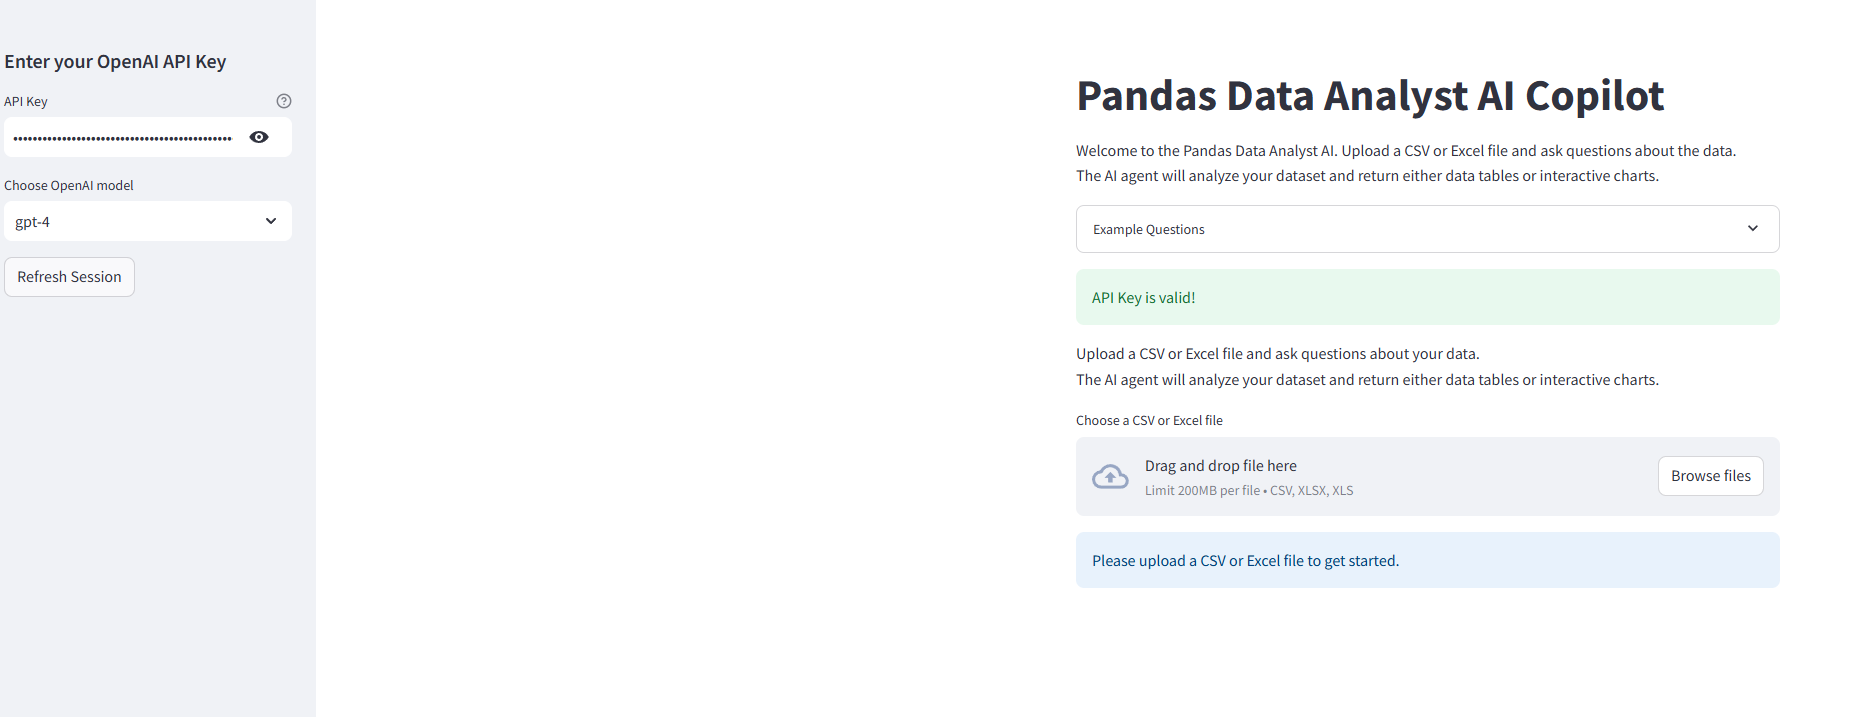 Enter your OpenAI API Key
API Key
Choose OpenAI model
gpt-4
Refresh Session
Pandas Data Analyst AI Copilot
Welcome to the Pandas Data Analyst AI. Upload a CSV or Excel file and ask questions about the data.
The AI agent will analyze your dataset and return either data tables or interactive charts.
Example Questions
API Key is valid!
Upload a CSV or Excel file and ask questions about your data.
The AI agent will analyze your dataset and return either data tables or interactive charts.
Choose a CSV or Excel file
Drag and drop file here
Limit 200MB per file • CSV, XLSX, XLS
Browse files
Please upload a CSV or Excel file to get started.